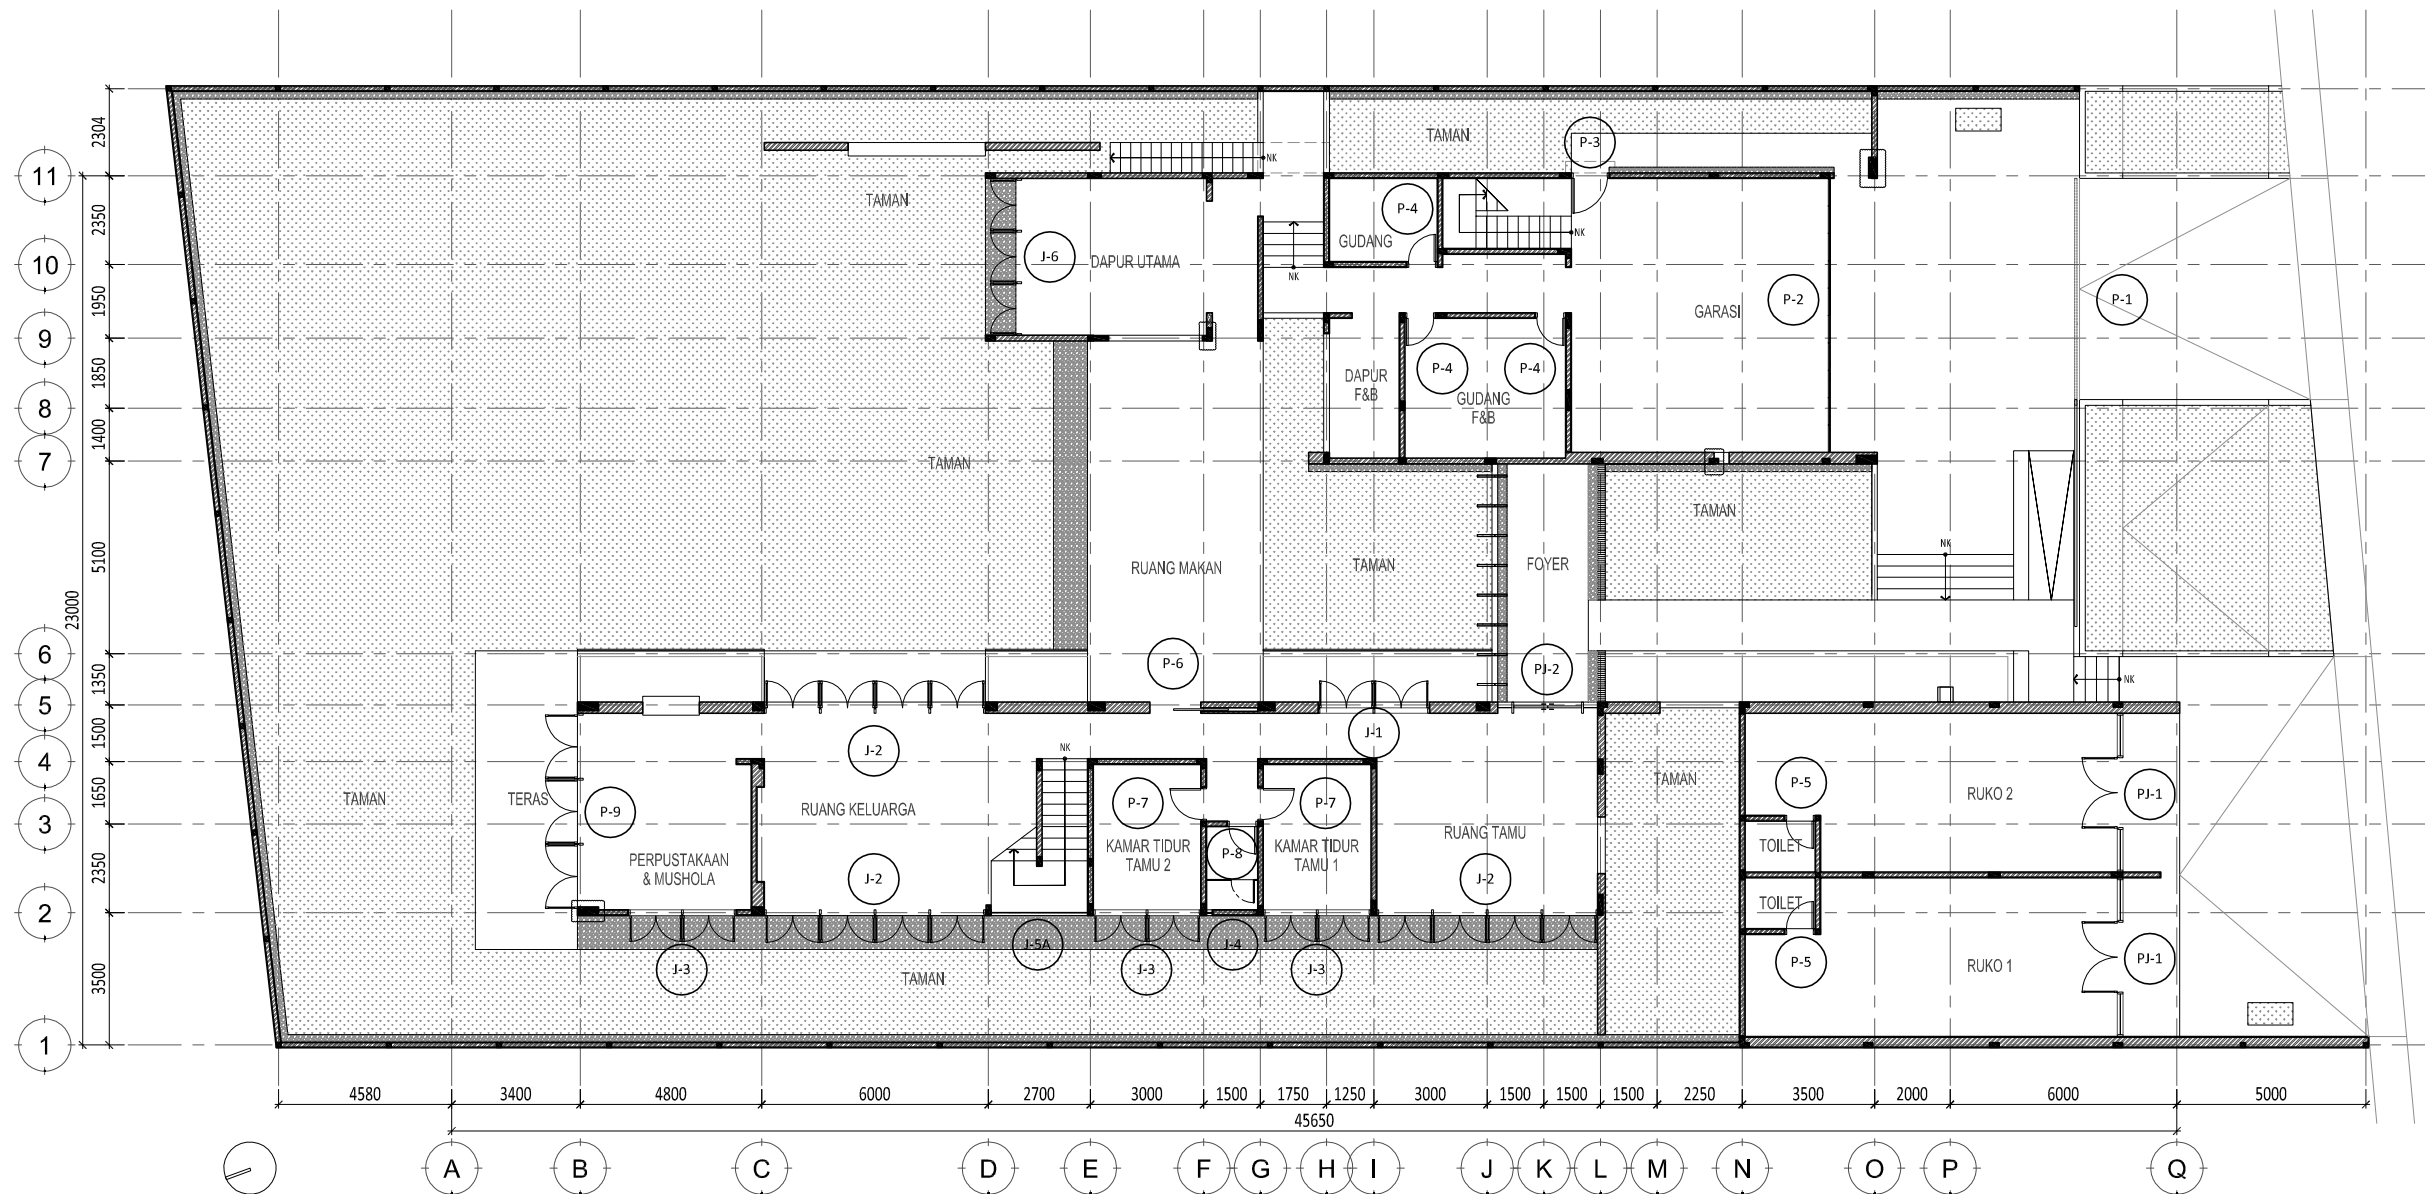 2304
11
TAMAN
P-3
NK
2350
TAMAN
P-4
GUDANG
NK
J-6
DAPUR UTAMA
NK
10
1950
P-2
P-1
GARASI
9
1850
P-4
P-4
DAPUR
F&B
GUDANG
F&B
8
1400
7
TAMAN
TAMAN
5100
23000
RUANG MAKAN
TAMAN
FOYER
NK
6
P-6
PJ-2
1350
NK
5
1500
J-2
J-1
NK
4
1650
TAMAN
TERAS
P-9
RUANG KELUARGA
P-7
P-7
TAMAN
P-5
RUKO 2
PJ-1
3
RUANG TAMU
KAMAR TIDUR
TAMU 2
P-8
KAMAR TIDUR
TAMU 1
TOILET
2350
PERPUSTAKAAN
& MUSHOLA
J-2
J-2
TOILET
2
3500
J-3
J-5A
J-3
J-4
J-3
TAMAN
P-5
RUKO 1
PJ-1
1
4580
3400
4800
6000
2700
3000
1500
1750
1250
3000
1500
1500
1500
2250
3500
2000
6000
5000
45650
A
B
C
D
E
F
G
H
I
J
K
L
M
N
O
P
Q